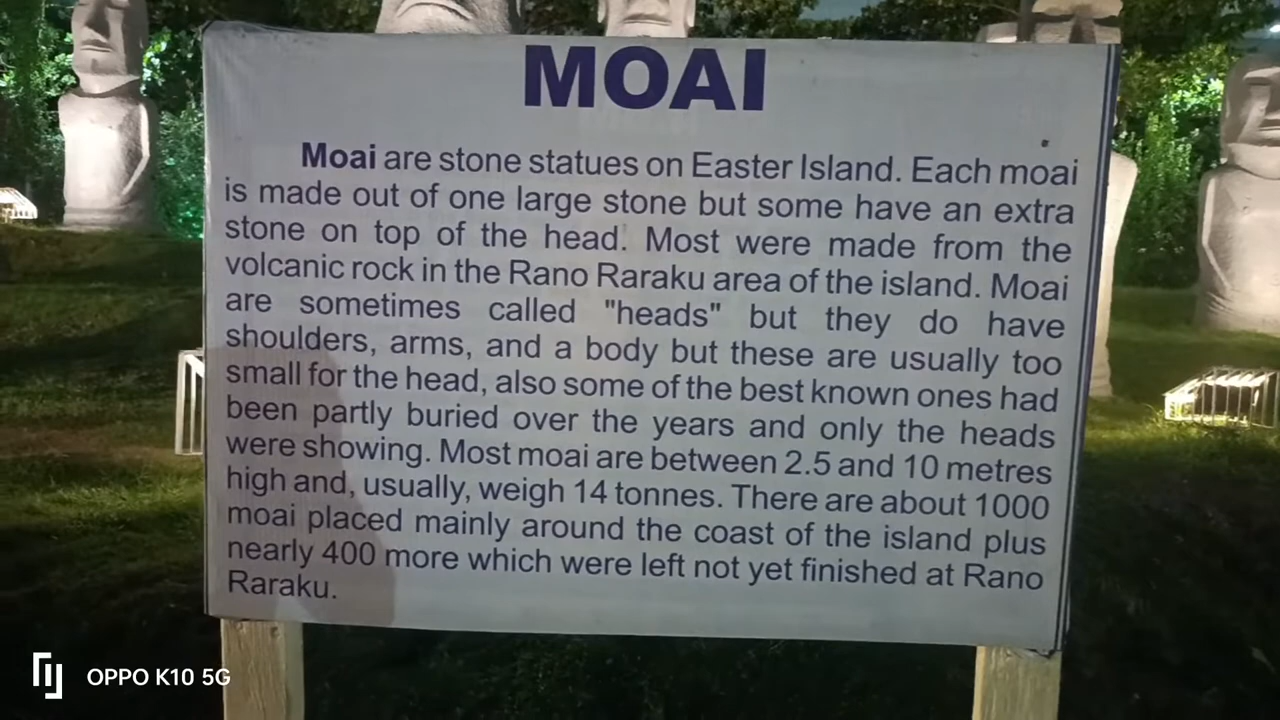 MOAI
Moai are stone statues on Easter Island. Each moai
is made out of one large stone but some have an extra
stone on top of the head. Most were made from the
volcanic rock in the Rano Raraku area of the island. Moai
are sometimes called "heads" but they do have
shoulders, arms, and a body but these are usually too
small for the head, also some of the best known ones had
been partly buried over the years and only the heads
were showing. Most moai are between 2.5 and 10 metres
high and, usually, weigh 14 tonnes. There are about 1000
moai placed mainly around the coast of the island plus
nearly 400 more which were left not yet finished at Rano
Raraku.
OPPO K10 5G